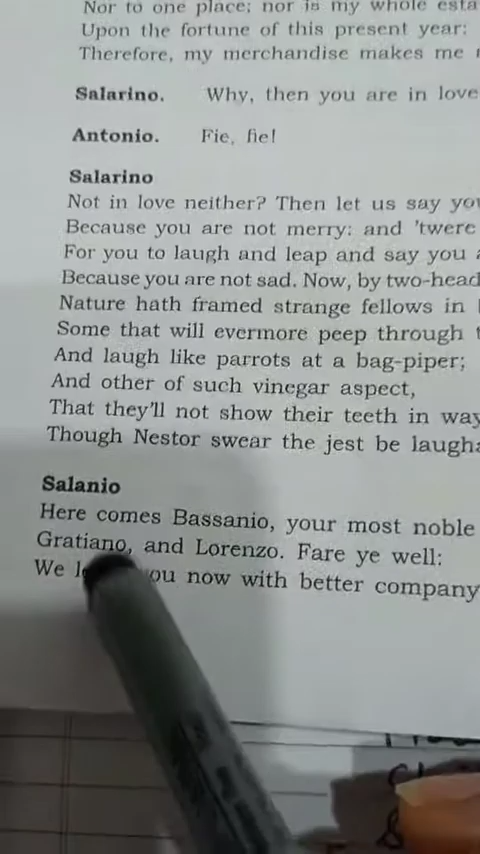 Nor to one place; nor is my whole esta
Upon the fortune of this present year:
Therefore, my merchandise makes me
Salarino. Why, then you are in love
Antonio. Fie, fie!
Salarino
Not in love neither? Then let us say yo
Because you are not merry: and 'twere
For you to laugh and leap and say you
Because you are not sad. Now, by two-head
Nature hath framed strange fellows in
Some that will evermore peep through t
And laugh like parrots at a bag-piper;
And other of such vinegar aspect,
That they'll not show their teeth in way
Though Nestor swear the jest be laugha
Salanio
Here comes Bassanio, your most noble
Gratiano, and Lorenzo. Fare ye well:
We you now with better company